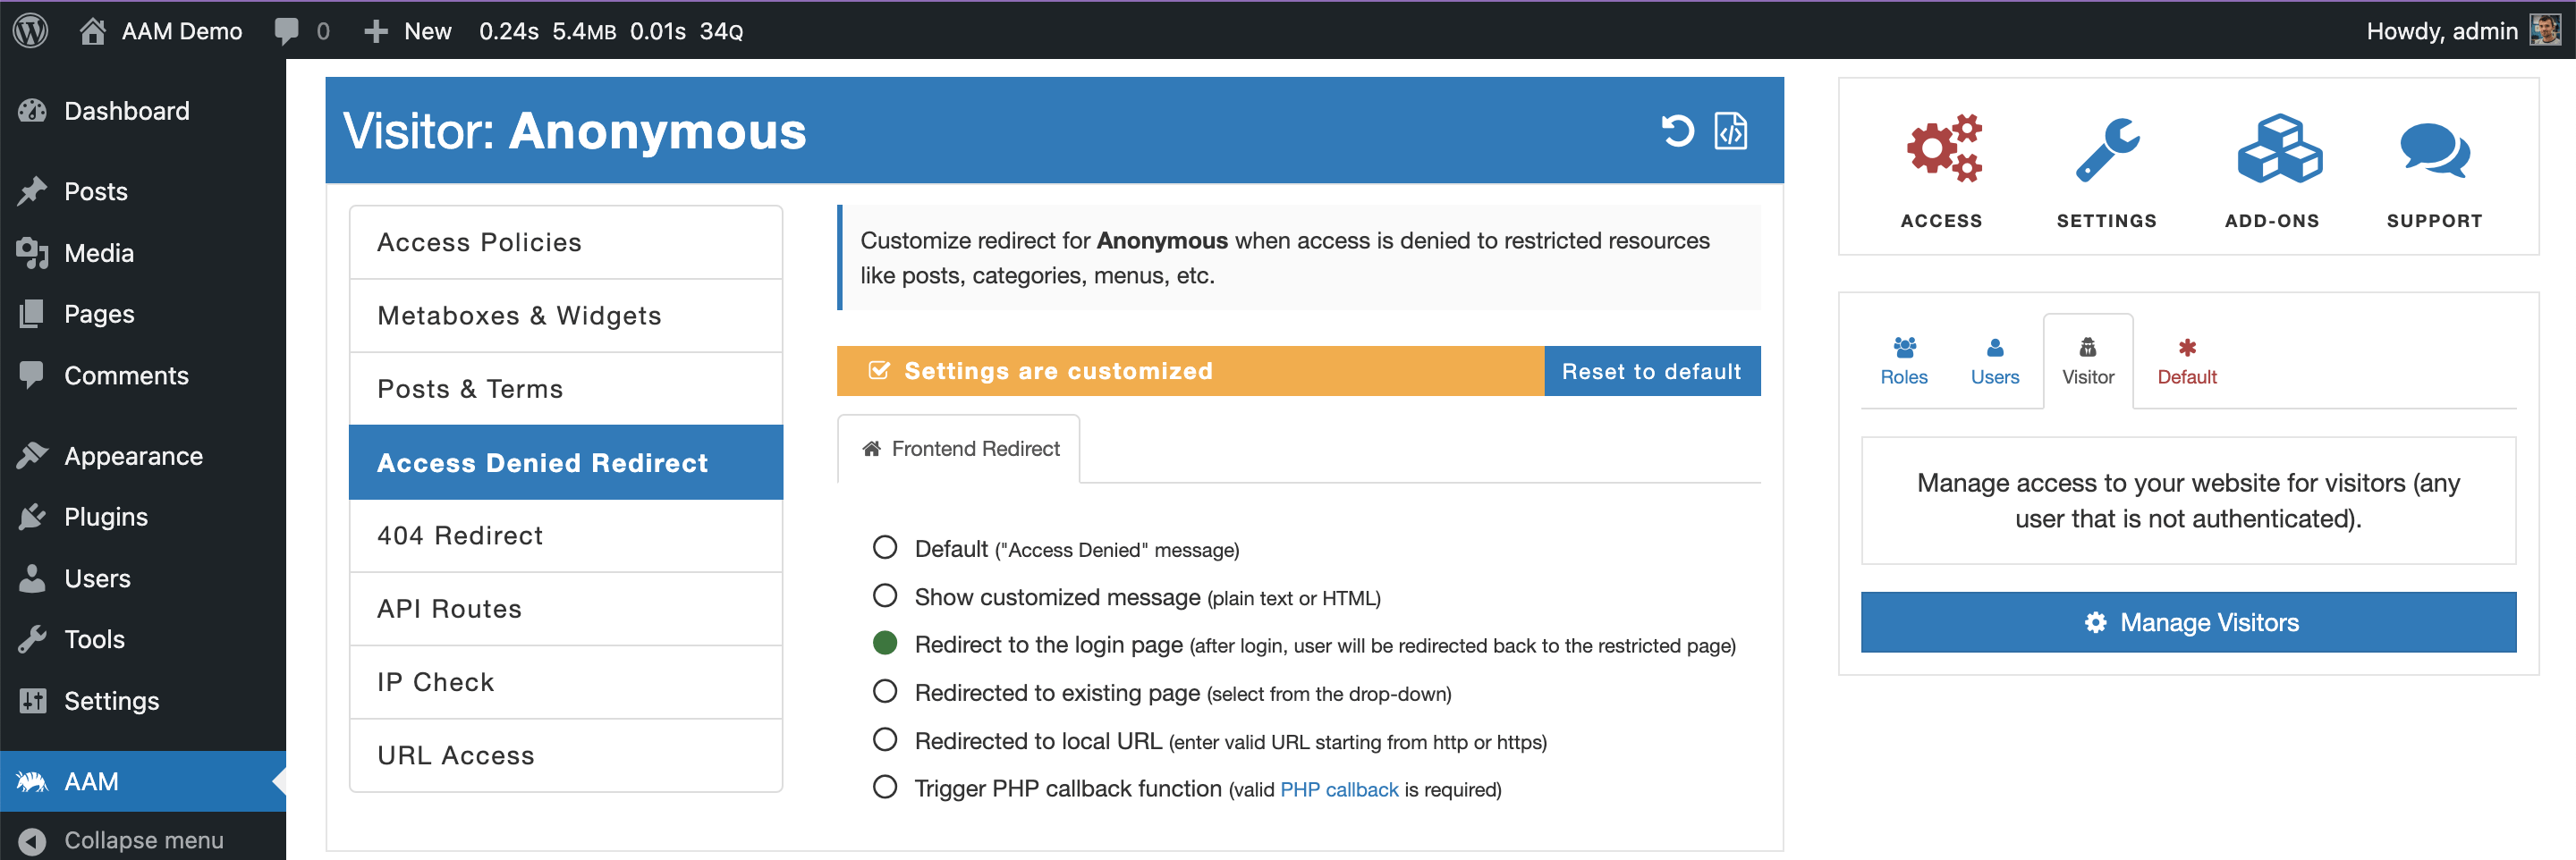 AAM Demo 0 New 0.24s 5.4MB 0.01s 34Q Howdy, admin
Dashboard
Posts
Media
Pages
Comments
Appearance
Plugins
Users
Tools
Settings
AAM
Collapse menu
Visitor: Anonymous
Access Policies
Metaboxes & Widgets
Posts & Terms
Access Denied Redirect
404 Redirect
API Routes
IP Check
URL Access
Customize redirect for Anonymous when access is denied to restricted resources
like posts, categories, menus, etc.
Settings are customized
Reset to default
Frontend Redirect
Default ("Access Denied" message)
Show customized message (plain text or HTML)
Redirect to the login page (after login, user will be redirected back to the restricted page)
Redirected to existing page (select from the drop-down)
Redirected to local URL (enter valid URL starting from http or https)
Trigger PHP callback function (valid PHP callback is required)
ACCESS SETTINGS ADD-ONS SUPPORT
Roles Users Visitor Default
Manage access to your website for visitors (any
user that is not authenticated).
Manage Visitors